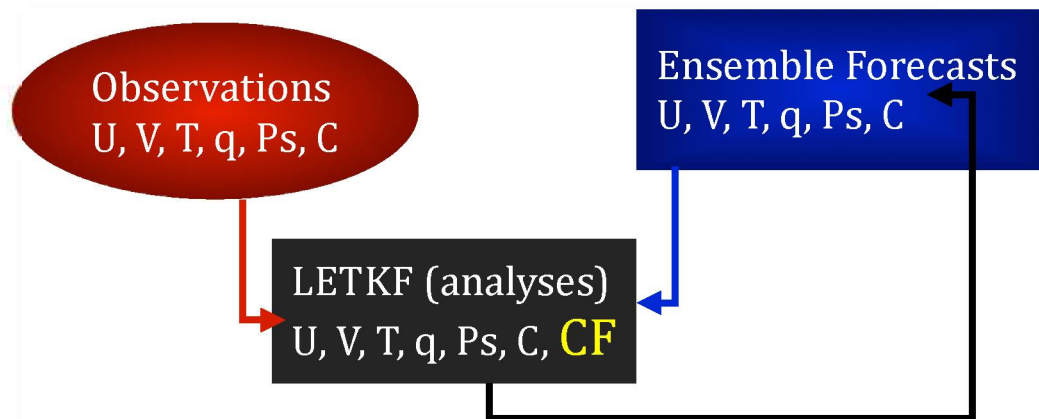 Observations
U, V, T, q, Ps, C
Ensemble Forecasts
U, V, T, q, Ps, C
LETKF (analyses)
U, V, T, q, Ps, C, CF